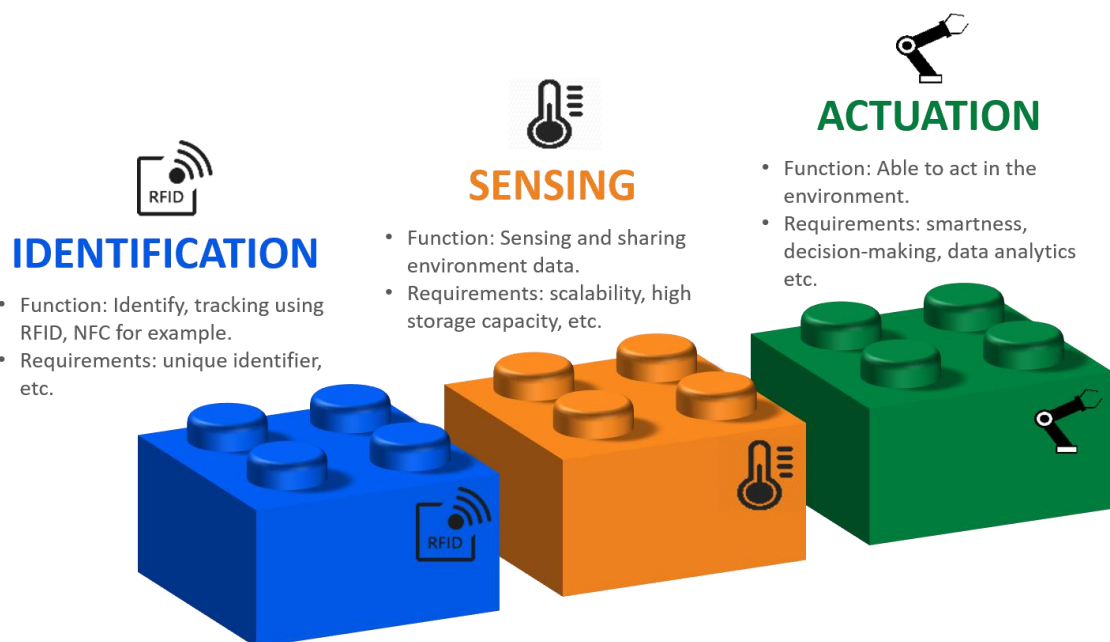 RFID
IDENTIFICATION
• Function: Identify, tracking using
RFID, NFC for example.
• Requirements: unique identifier,
etc.
SENSING
• Function: Sensing and sharing
environment data.
• Requirements: scalability, high
storage capacity, etc.
ACTUATION
• Function: Able to act in the
environment.
• Requirements: smartness,
decision-making, data analytics
etc.
RFID